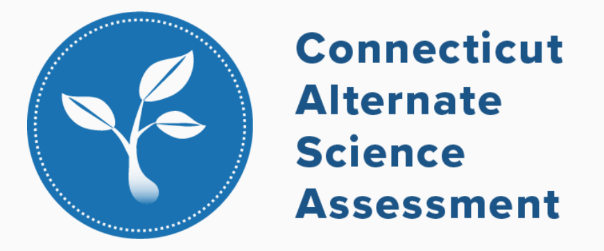 Connecticut
Alternate
Science
Assessment